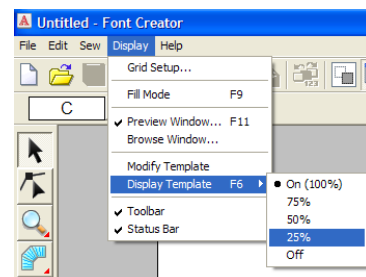 A Untitled - Font Creator
File Edit Sew Display Help
Grid Setup...
Fill Mode F9
Preview Window... F11
Browse Window...
Modify Template
Display Template F6
Toolbar
Status Bar
On (100%)
75%
50%
25%
Off
C
123